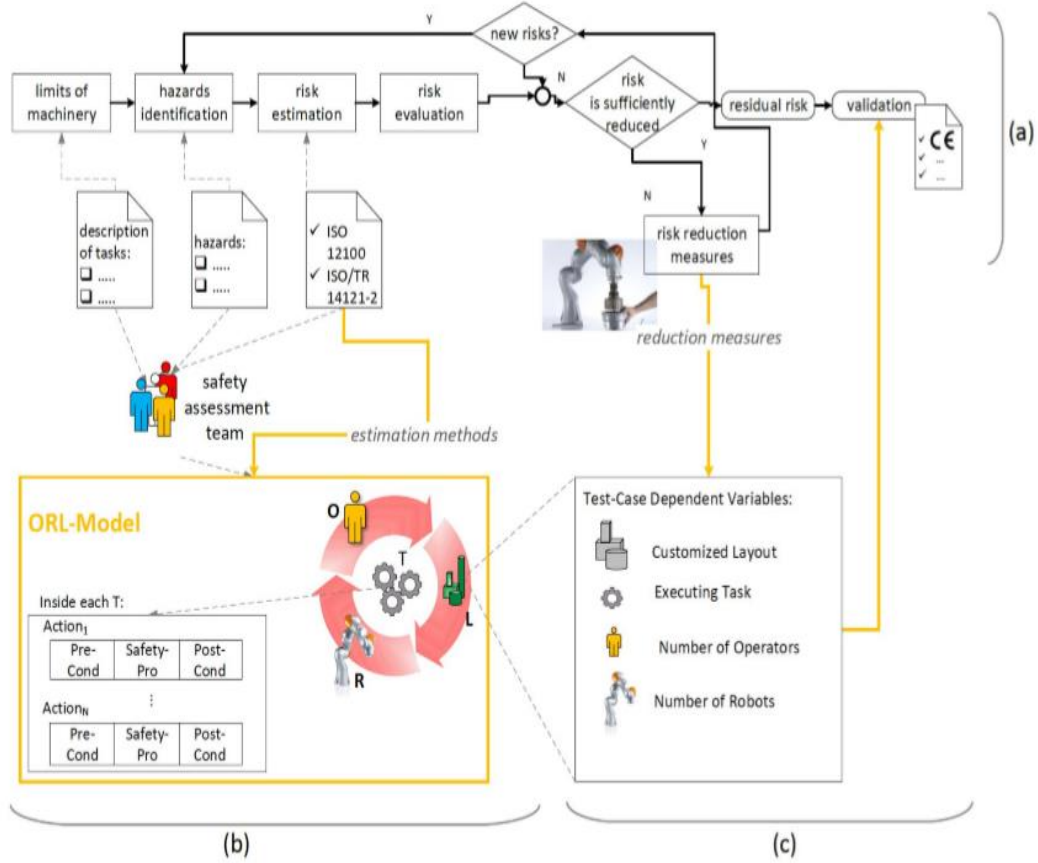 Y
new risks?
N
limits of
machinery
hazards
identification
risk
estimation
risk
evaluation
risk
is sufficiently
reduced
residual risk
validation
(a)
✓ CE
✓ ...
✓ ...
Y
N
description
of tasks:
❑ .....
❑ .....
hazards:
❑ .....
❑ .....
✓ ISO
12100
✓ ISO/TR
14121-2
risk reduction
measures
reduction measures
safety
assessment
team
estimation methods
ORL-Model
O
T
L
R
Inside each T:
Action₁
Pre-
Cond
Safety-
Pro
Post-
Cond
⋮
Action_N
Pre-
Cond
Safety-
Pro
Post-
Cond
Test-Case Dependent Variables:
Customized Layout
Executing Task
Number of Operators
Number of Robots
(b)
(c)